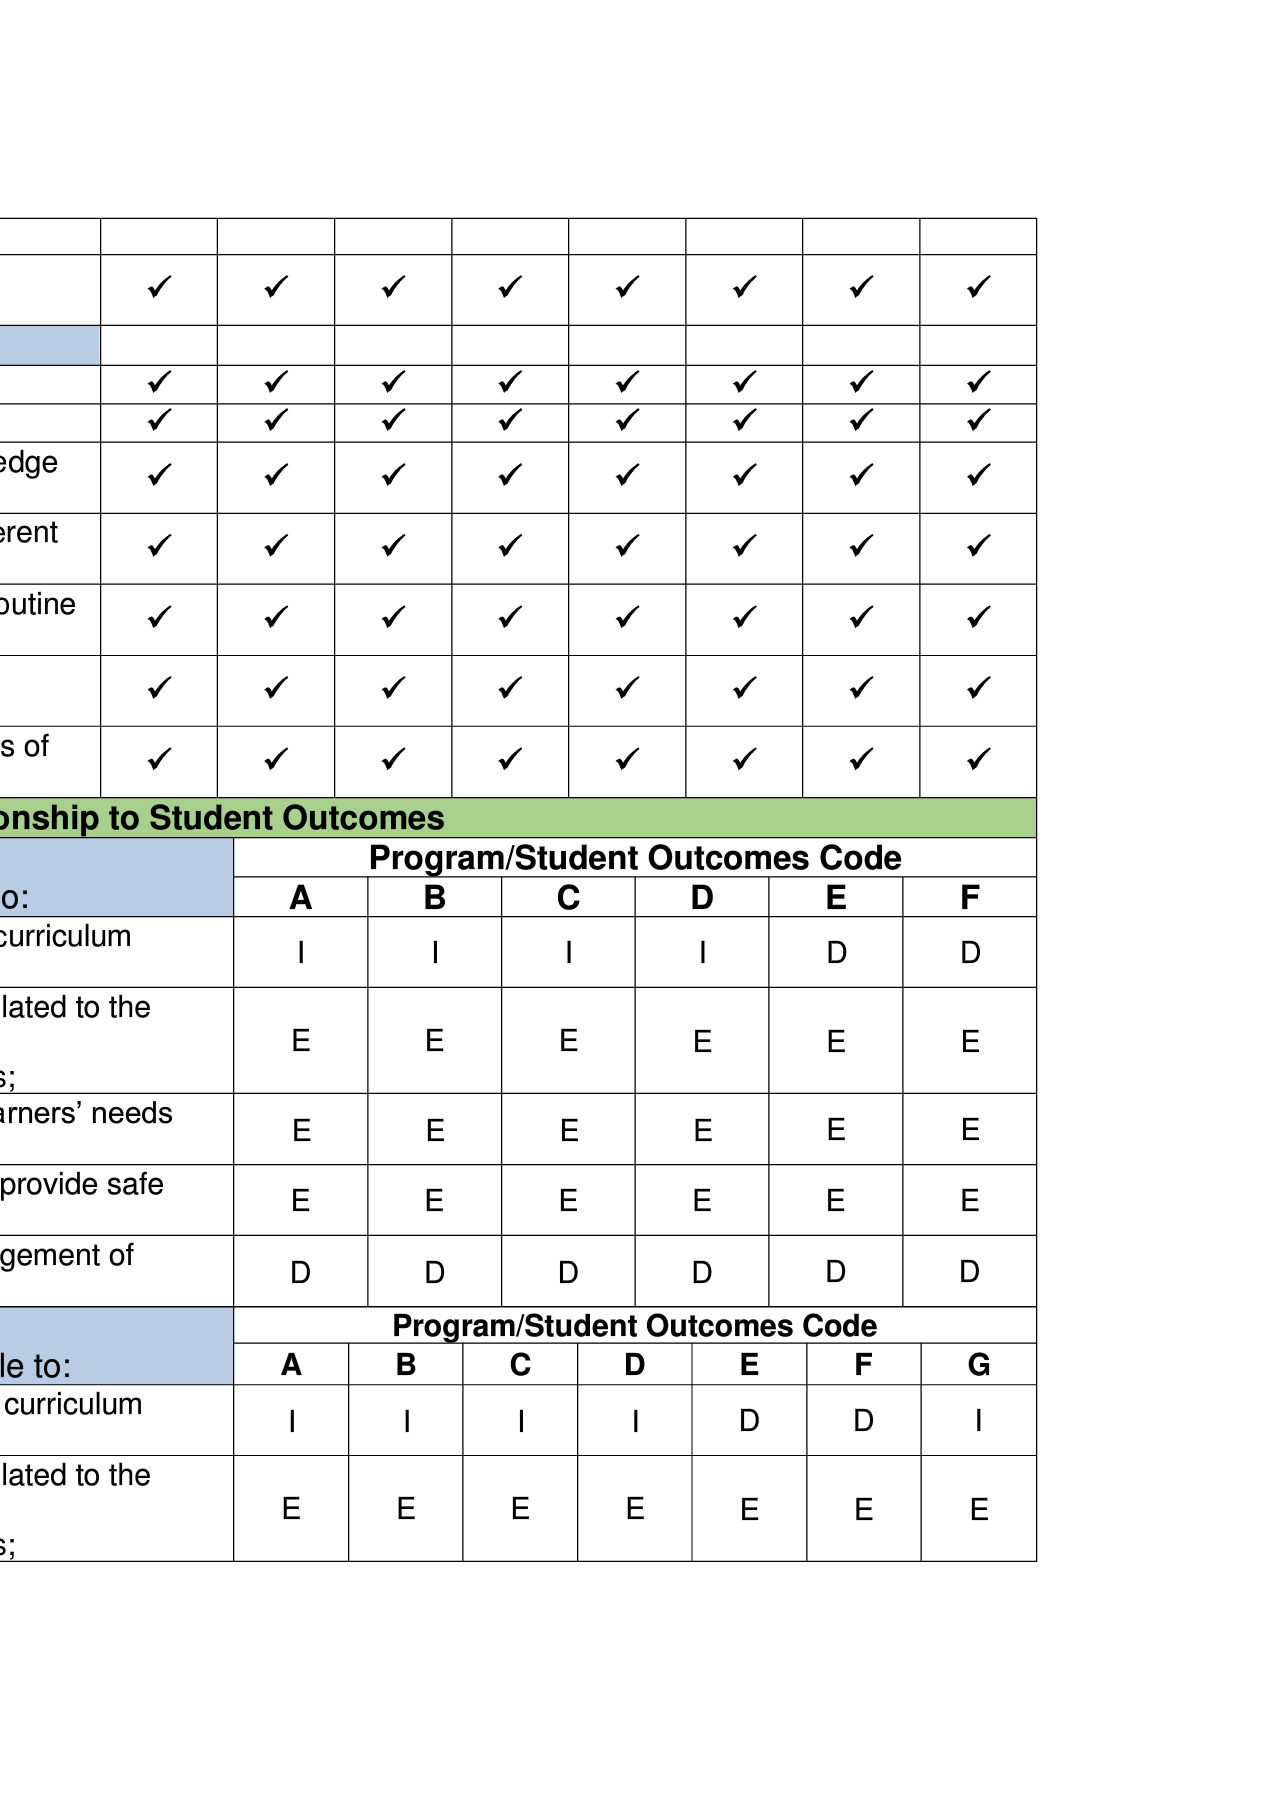 ✓ ✓ ✓ ✓ ✓ ✓ ✓ ✓
✓ ✓ ✓ ✓ ✓ ✓ ✓ ✓
✓ ✓ ✓ ✓ ✓ ✓ ✓ ✓
edge
✓ ✓ ✓ ✓ ✓ ✓ ✓ ✓
erent
✓ ✓ ✓ ✓ ✓ ✓ ✓ ✓
outine
✓ ✓ ✓ ✓ ✓ ✓ ✓ ✓
✓ ✓ ✓ ✓ ✓ ✓ ✓ ✓
s of
✓ ✓ ✓ ✓ ✓ ✓ ✓ ✓
onship to Student Outcomes
Program/Student Outcomes Code
o: A B C D E F
curriculum
I I I I D D
lated to the
E E E E E E
s;
arners’ needs
E E E E E E
provide safe
E E E E E E
gement of
D D D D D D
Program/Student Outcomes Code
le to: A B C D E F G
curriculum
I I I I D D I
lated to the
E E E E E E E
s;